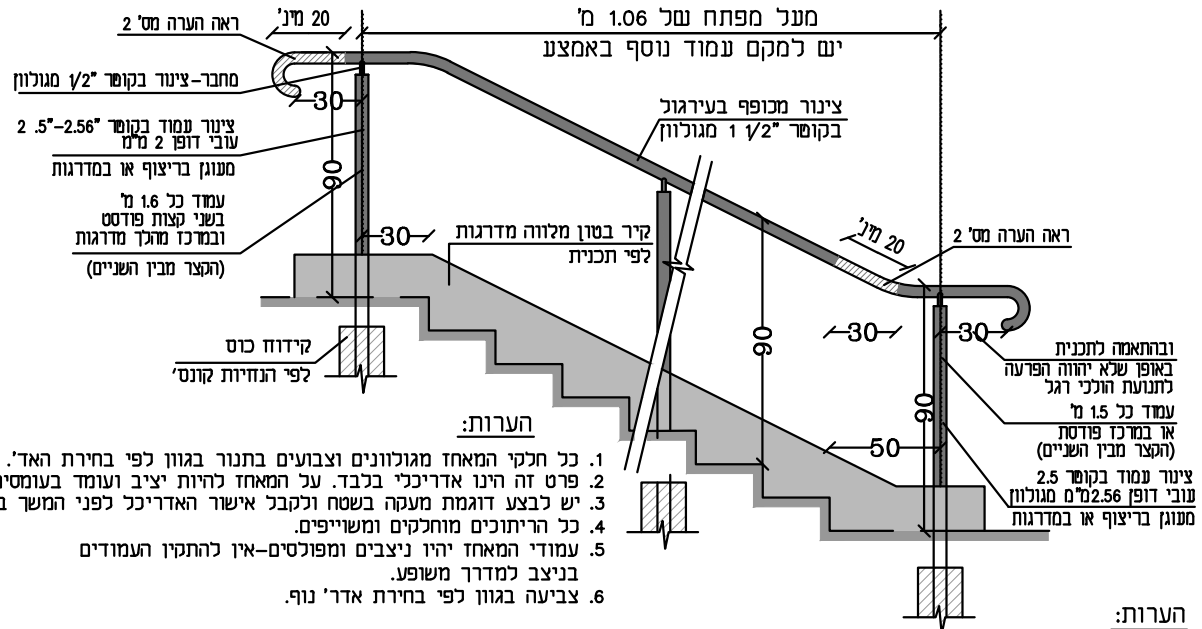 מעל מפתח של 1.06 מ'
יש למקם עמוד נוסף באמצע
20 מינ'
ראה הערה מס' 2
מחבר-צינור בקוטר "1/2 מגולוון
צינור עמוד בקוטר "2.56-"5. 2
עובי דופן 2 מ"מ
מעוגן בריצוף או במדרגות
עמוד כל 1.6 מ'
בשני קצות פודסט
ובמרכז מהלך מדרגות
(הקצר מבין השניים)
30
90
30
צינור מכופף בעירגול
בקוטר "1/2 1 מגולוון
קיר בטון מלווה מדרגות
לפי תכנית
20 מינ'
ראה הערה מס' 2
קידוח כוס
לפי הנחיות קונס'
90
30
30
90
50
ובהתאמה לתכנית
באופן שלא יהווה הפרעה
לתנועת הולכי רגל
עמוד כל 1.5 מ'
או במרכז פודסת
(הקצר מבין השניים)
צינור עמוד בקוטר 2.5
עובי דופן 2.56מ"מ מגולוון
מעוגן בריצוף או במדרגות
הערות:
1. כל חלקי המאחז מגולוונים וצבועים בתנור בגוון לפי בחירת האד'.
2. פרט זה הינו אדריכלי בלבד. על המאחז להיות יציב ועומד בעומסים
3. יש לבצע דוגמת מעקה בשטח ולקבל אישור האדריכל לפני המשך
4. כל הריתוכים מוחלקים ומשוייפים.
5. עמודי המאחז יהיו ניצבים ומפולסים-אין להתקין העמודים
בניצב למדרך משופע.
6. צביעה בגוון לפי בחירת אדר' נוף.
הערות: